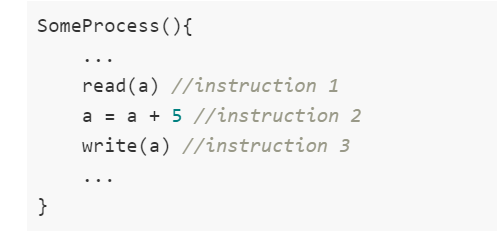 SomeProcess(){
...
read(a) //instruction 1
a = a + 5 //instruction 2
write(a) //instruction 3
...
}